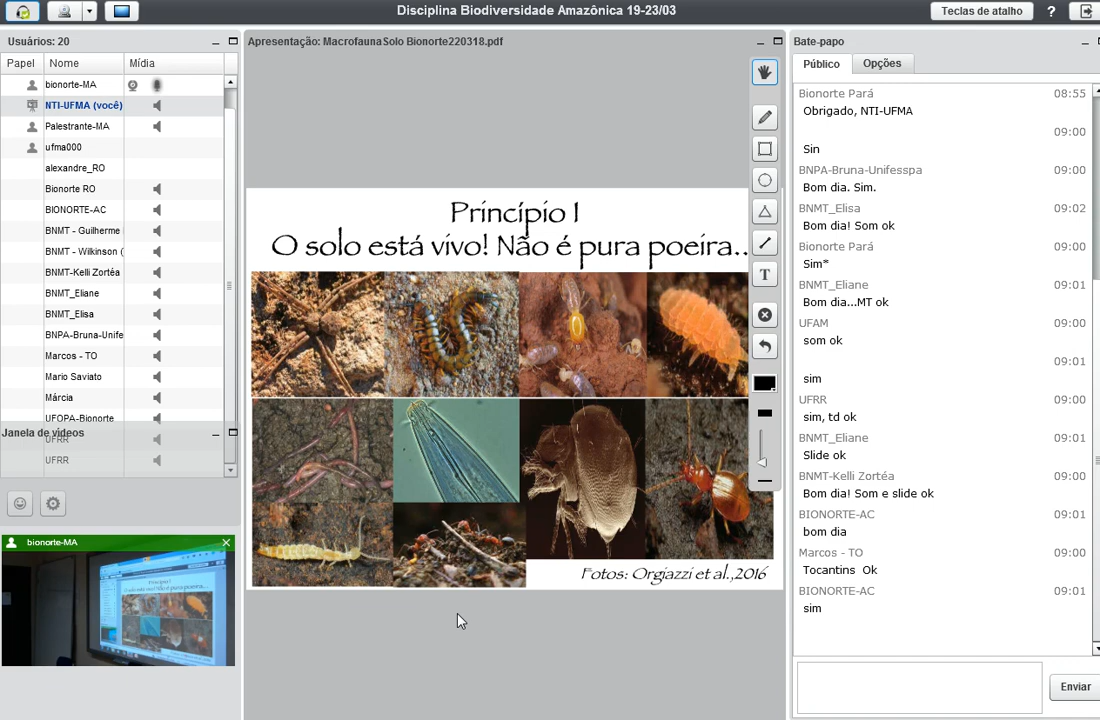 Disciplina Biodiversidade Amazônica 19-23/03
Teclas de atalho
?
Usuários: 20
Papel Nome Mídia
bionorte-MA
NTI-UFMA (você)
Palestrante-MA
ufma000
alexandre_RO
Bionorte RO
BIONORTE-AC
BNMT - Guilherme
BNMT - Wilkinson (
BNMT-Kelli Zortéa
BNMT_Eliane
BNMT_Elisa
BNPA-Bruna-Unife
Marcos - TO
Mario Saviato
Márcia
UFOPA-Bionorte
UFRR
UFRR
Janela de vídeos
bionorte-MA
Apresentação: MacrofaunaSolo Bionorte220318.pdf
Princípio 1
O solo está vivo! Não é pura poeira..
Fotos: Orgiazzi et al.,2016
T
Bate-papo
Público Opções
Bionorte Pará 08:55
Obrigado, NTI-UFMA
09:00
Sin
BNPA-Bruna-Unifesspa 09:00
Bom dia. Sim.
BNMT_Elisa 09:02
Bom dia! Som ok
Bionorte Pará 09:00
Sim*
BNMT_Eliane 09:00
Bom dia...MT ok
UFAM 09:00
som ok
09:01
sim
UFRR 09:00
sim, td ok
BNMT_Eliane 09:01
Slide ok
BNMT-Kelli Zortéa 09:00
Bom dia! Som e slide ok
BIONORTE-AC 09:01
bom dia
Marcos - TO 09:00
Tocantins Ok
BIONORTE-AC 09:01
sim
Enviar